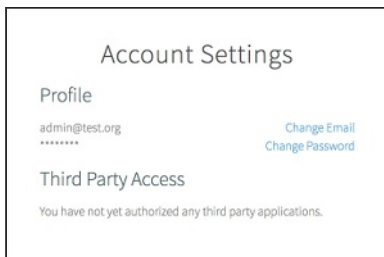 Account Settings
Profile
admin@test.org
Change Email
********
Change Password
Third Party Access
You have not yet authorized any third party applications.